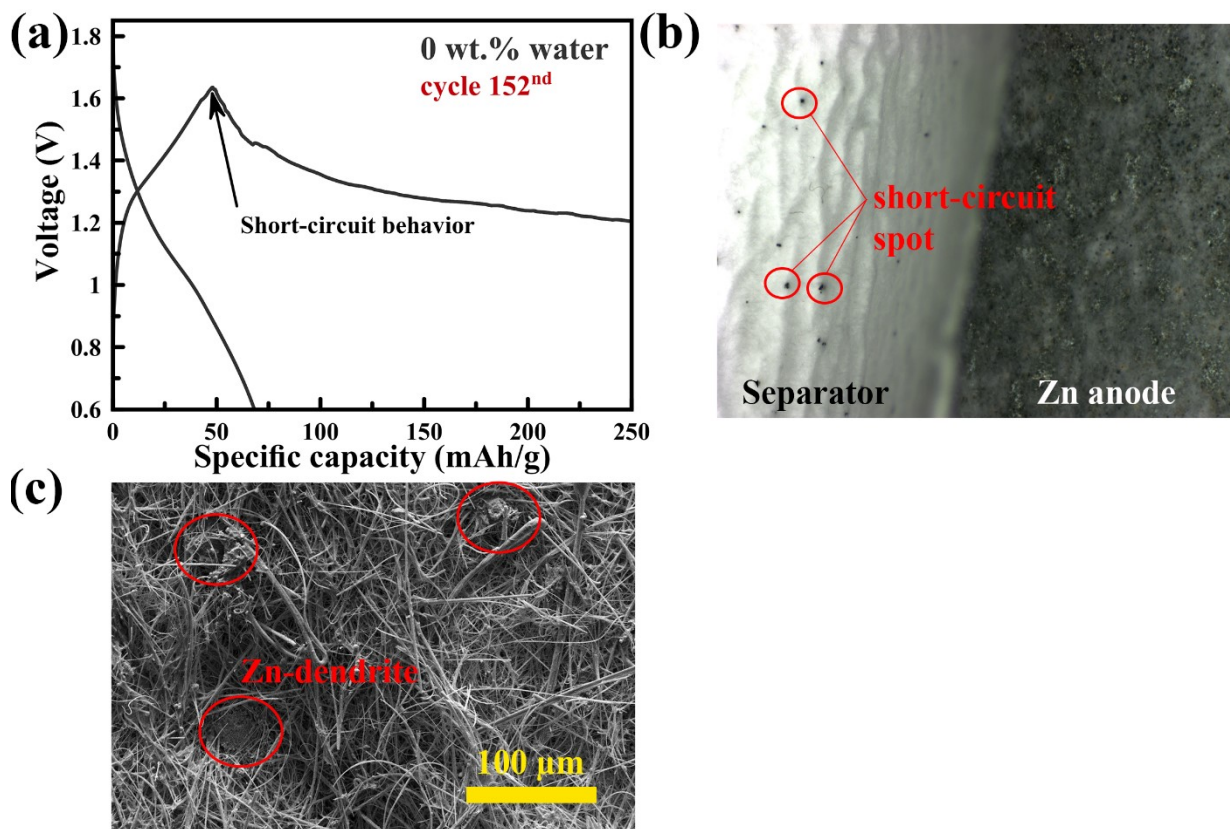 (a)
1.8
1.6
1.4
1.2
1
0.8
0.6
Voltage (V)
0 wt.% water
cycle 152nd
Short-circuit behavior
0 50 100 150 200 250
Specific capacity (mAh/g)
(b)
short-circuit
spot
Separator
Zn anode
(c)
Zn-dendrite
100 μm